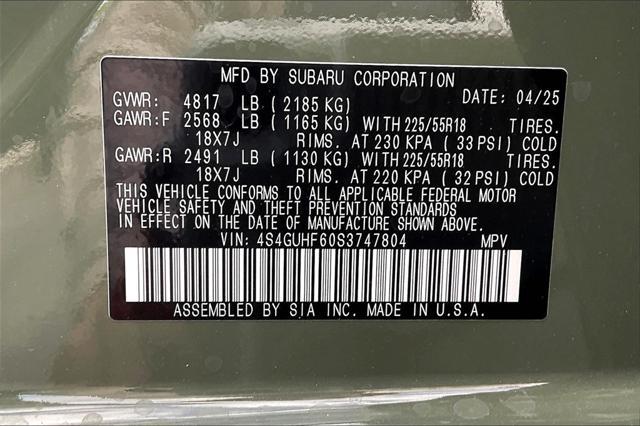 MFD BY SUBARU CORPORATION
GVWR: 4817 LB ( 2185 KG) DATE: 04/25
GAWR:F 2568 LB ( 1165 KG) WITH 225/55R18 TIRES.
18X7J RIMS. AT 230 KPA ( 33 PSI) COLD
GAWR:R 2491 LB ( 1130 KG) WITH 225/55R18 TIRES.
18X7J RIMS. AT 220 KPA ( 32 PSI) COLD
THIS VEHICLE CONFORMS TO ALL APPLICABLE FEDERAL MOTOR
VEHICLE SAFETY AND THEFT PREVENTION STANDARDS
IN EFFECT ON THE DATE OF MANUFACTURE SHOWN ABOVE.
VIN: 4S4GUHF60S3747804 MPV
ASSEMBLED BY SIA INC. MADE IN U.S.A.